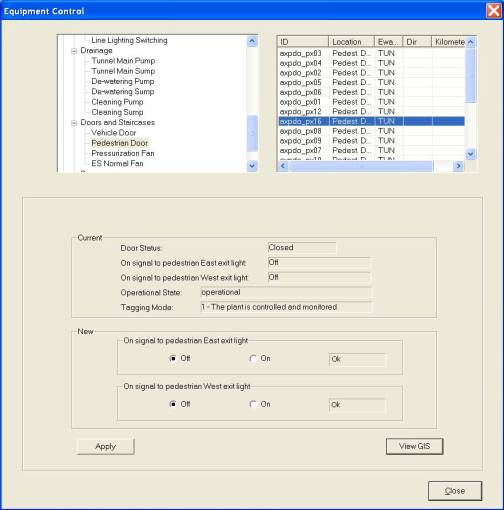 Equipment Control
Line Lighting Switching
Drainage
Tunnel Main Pump
Tunnel Main Sump
De-watering Pump
De-watering Sump
Cleaning Pump
Cleaning Sump
Doors and Staircases
Vehicle Door
Pedestrian Door
Pressurization Fan
ES Normal Fan
ID Location Ewa... Dir Kilomete
axpdo_px03 Pedest. D... TUN
axpdo_px04 Pedest. D... TUN
axpdo_px02 Pedest. D... TUN
axpdo_px05 Pedest. D... TUN
axpdo_px06 Pedest. D... TUN
axpdo_px01 Pedest. D... TUN
axpdo_px12 Pedest. D... TUN
axpdo_px16 Pedest. D... TUN
axpdo_px08 Pedest. D... TUN
axpdo_px09 Pedest. D... TUN
axpdo_px07 Pedest. D... TUN
axpdo_px10 Pedest. D... TUN
Current
Door Status: Closed
On signal to pedestrian East exit light: Off
On signal to pedestrian West exit light: Off
Operational State: operational
Tagging Mode: 1 - The plant is controlled and monitored
New
On signal to pedestrian East exit light
Off On Ok
On signal to pedestrian West exit light
Off On Ok
Apply View GIS
Close